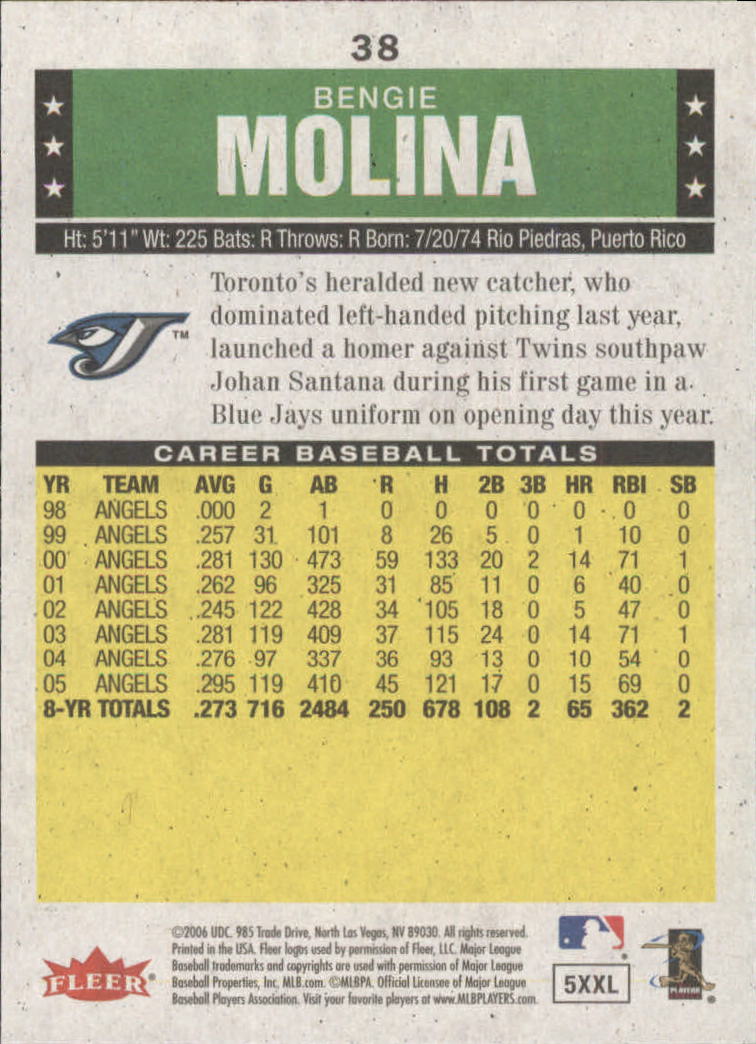 38
BENGIE
MOLINA
Ht: 5'11" Wt: 225 Bats: R Throws: R Born: 7/20/74 Rio Piedras, Puerto Rico
Toronto's heralded new catcher, who
dominated left-handed pitching last year,
launched a homer against Twins southpaw
Johan Santana during his first game in a
Blue Jays uniform on opening day this year.
TM
CAREER BASEBALL TOTALS
YR TEAM AVG G AB R H 2B 3B HR RBI SB
98 ANGELS .000 2 1 0 0 0 0 0 0 0
99 ANGELS .257 31 101 8 26 5 0 1 10 0
00 ANGELS .281 130 473 59 133 20 2 14 71 1
01 ANGELS .262 96 325 31 85 11 0 6 40 0
02 ANGELS .245 122 428 34 105 18 0 5 47 0
03 ANGELS .281 119 409 37 115 24 0 14 71 1
04 ANGELS .276 97 337 36 93 13 0 10 54 0
05 ANGELS .295 119 410 45 121 17 0 15 69 0
8-YR TOTALS .273 716 2484 250 678 108 2 65 362 2
©2006 UDC. 985 Trade Drive, North Las Vegas, NV 89030. All rights reserved.
Printed in the USA. Fleer logos used by permission of Fleer, LLC. Major League
Baseball trademarks and copyrights are used with permission of Major League
Baseball Properties, Inc. MLB.com. ©MLBPA. Official Licensee of Major League
Baseball Players Association. Visit your favorite players at www.MLBPLAYERS.com.
FLEER®
5XXL
PLAYERS
®